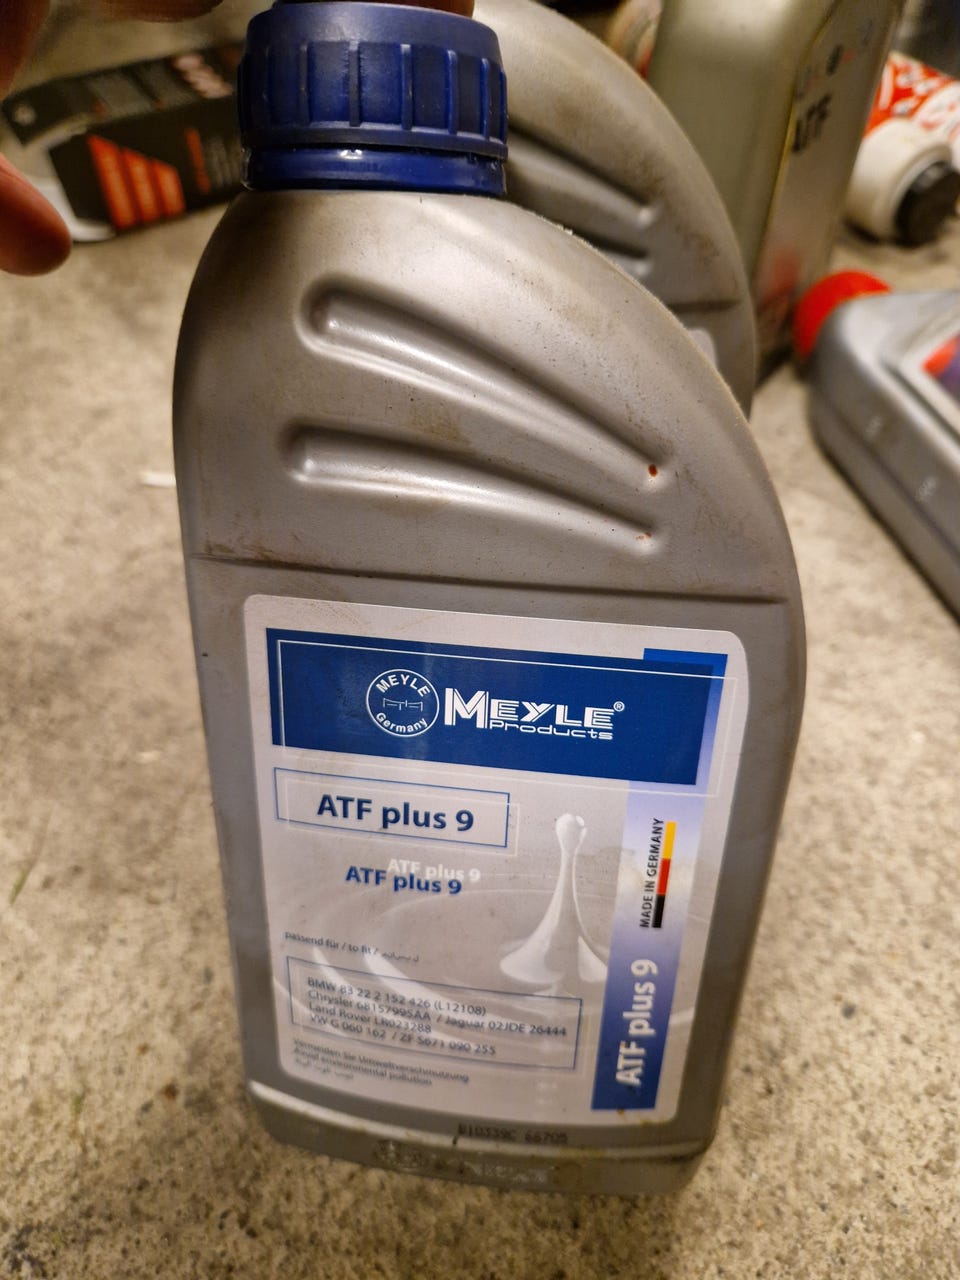 ATF
MEYLE
Germany
MEYLE®
Products
ATF plus 9
ATF plus 9
ATF plus 9
MADE IN GERMANY
ATF plus 9
passend für / to fit /
BMW 83 22 2 152 426 (L12108)
Chrysler 68157995AA / Jaguar 02JDE 26444
Land Rover LR023288
VW G 060 162 / ZF S671 090 255
Vermeiden Sie Umweltverschmutzung
Avoid environmental pollution
66705